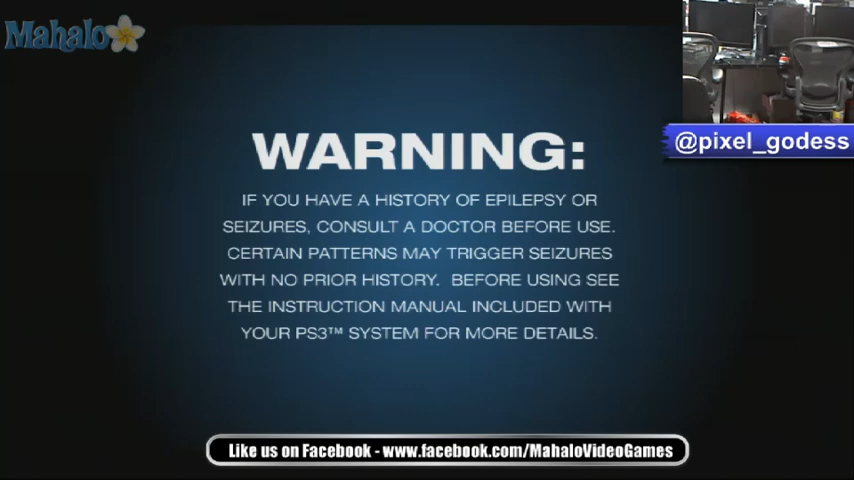 Mahalo
@pixel_godess
WARNING:
IF YOU HAVE A HISTORY OF EPILEPSY OR
SEIZURES, CONSULT A DOCTOR BEFORE USE.
CERTAIN PATTERNS MAY TRIGGER SEIZURES
WITH NO PRIOR HISTORY. BEFORE USING SEE
THE INSTRUCTION MANUAL INCLUDED WITH
YOUR PS3™ SYSTEM FOR MORE DETAILS.
Like us on Facebook - www.facebook.com/MahaloVideoGames